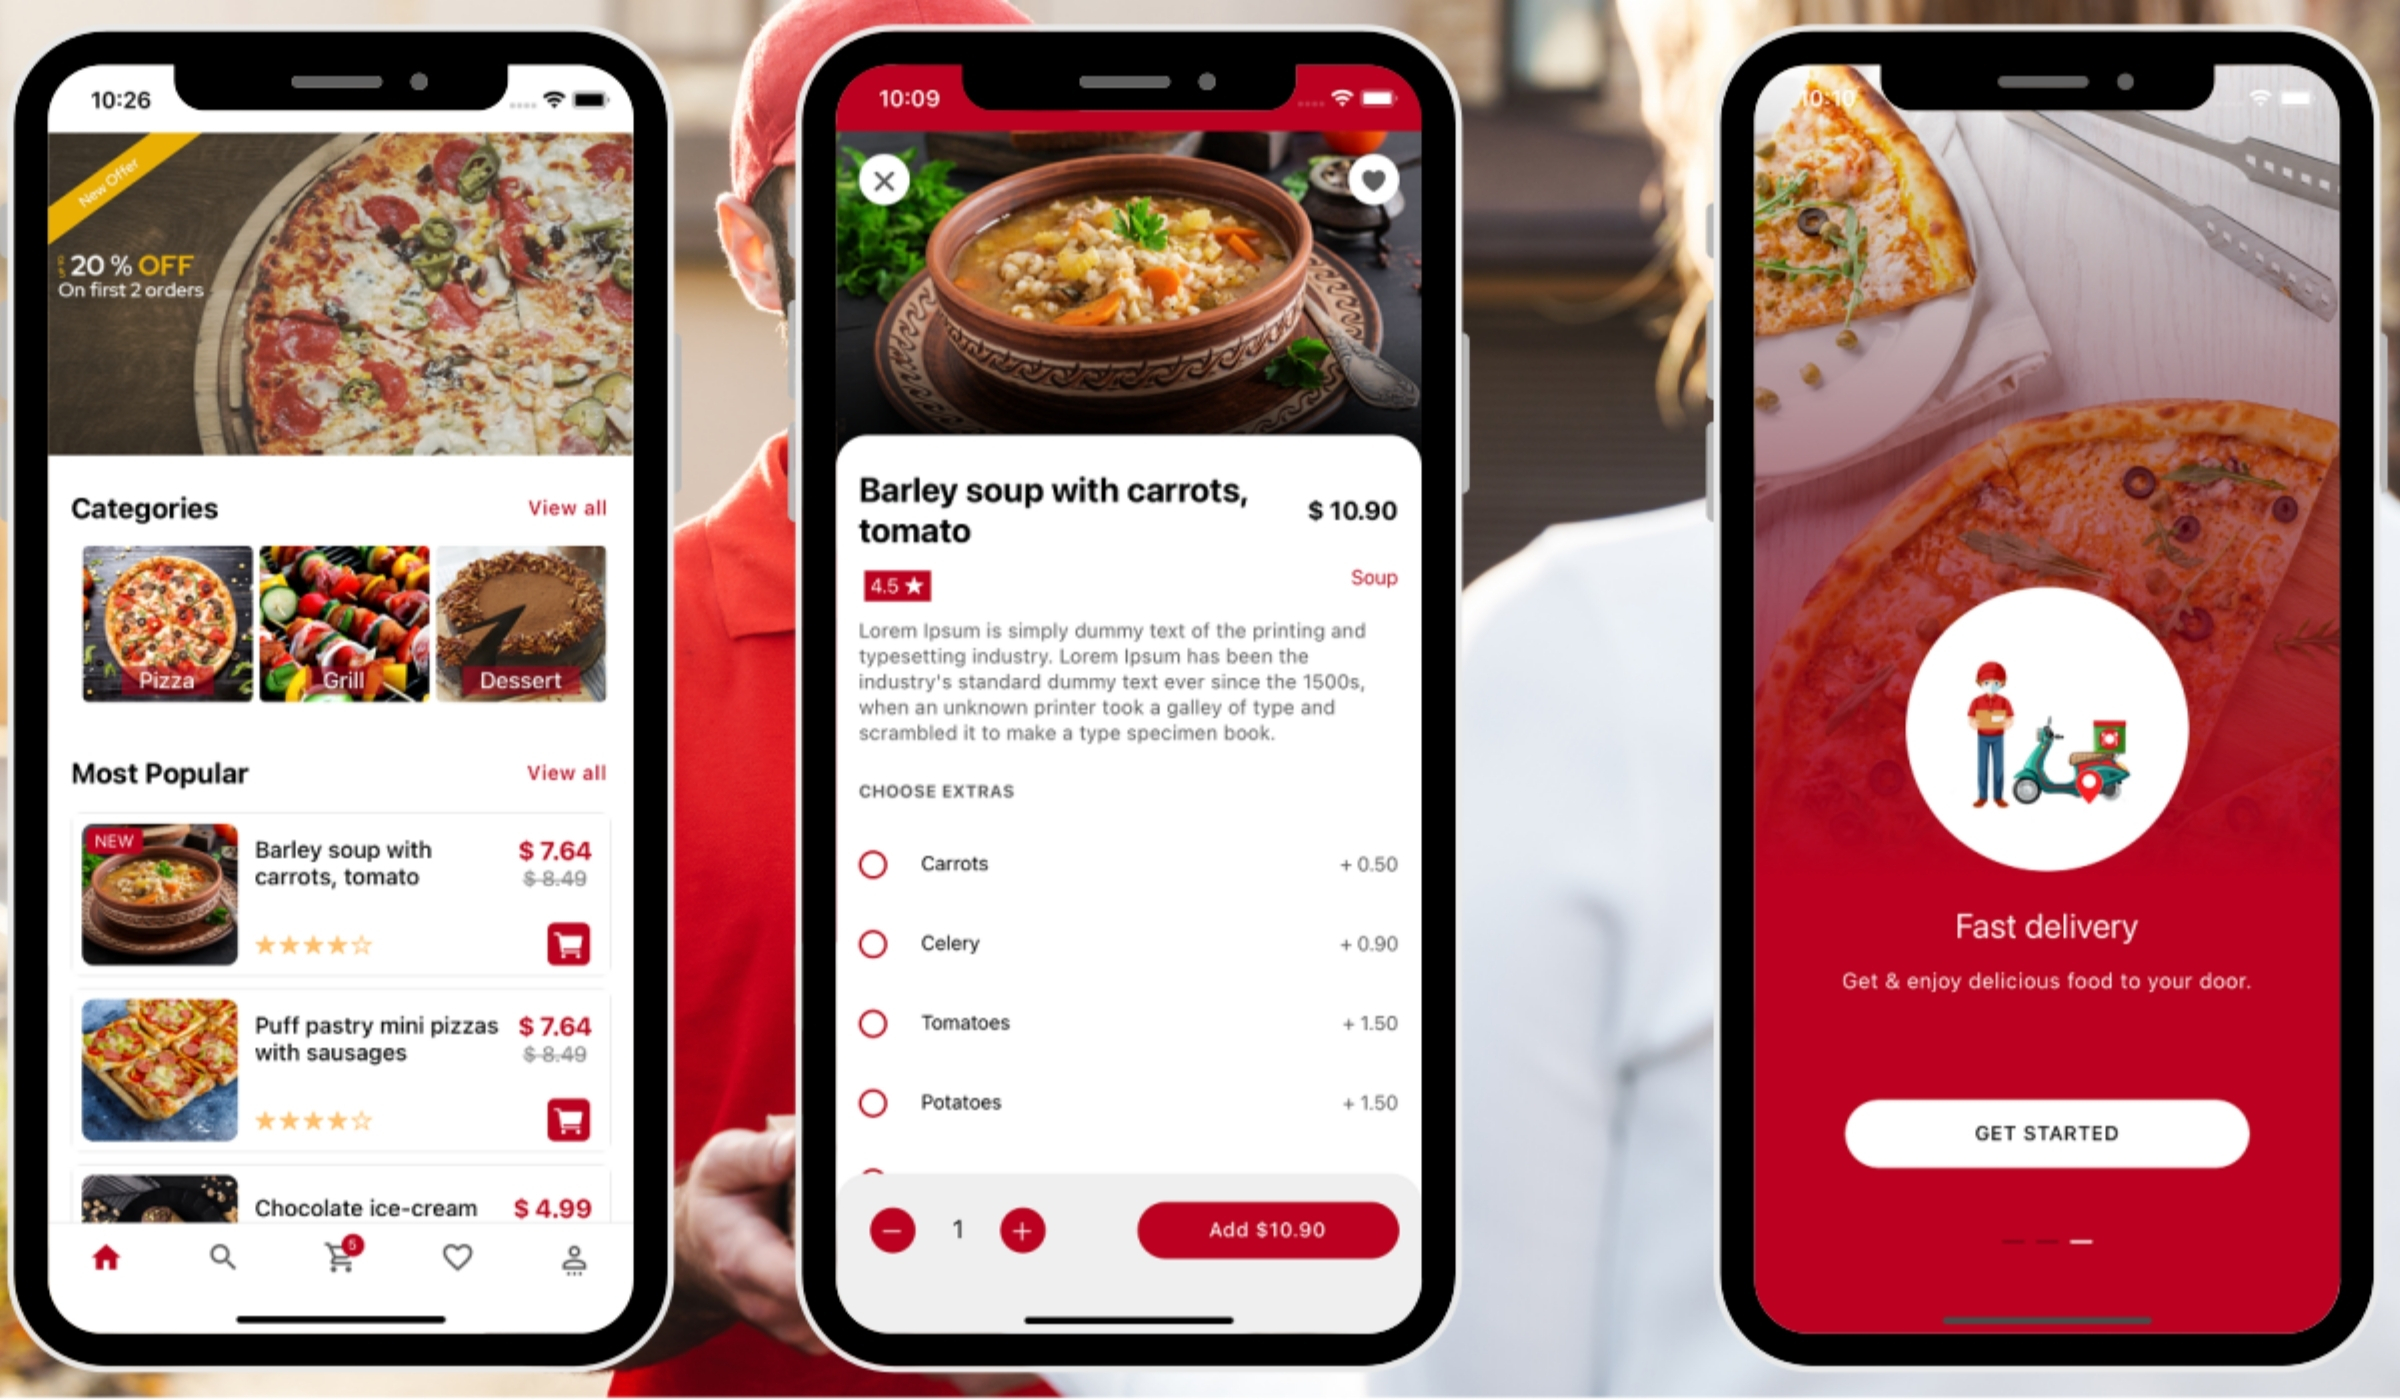 10:26
New Offer
UP TO
20 % OFF
On first 2 orders
Categories
View all
Pizza
Grill
Dessert
Most Popular
View all
NEW
Barley soup with
carrots, tomato
$ 7.64
$ 8.49
Puff pastry mini pizzas
with sausages
$ 7.64
$ 8.49
Chocolate ice-cream
$ 4.99
5
10:09
Barley soup with carrots,
tomato
$ 10.90
4.5 ★
Soup
Lorem Ipsum is simply dummy text of the printing and
typesetting industry. Lorem Ipsum has been the
industry's standard dummy text ever since the 1500s,
when an unknown printer took a galley of type and
scrambled it to make a type specimen book.
CHOOSE EXTRAS
Carrots + 0.50
Celery + 0.90
Tomatoes + 1.50
Potatoes + 1.50
1
Add $10.90
10:10
Fast delivery
Get & enjoy delicious food to your door.
GET STARTED